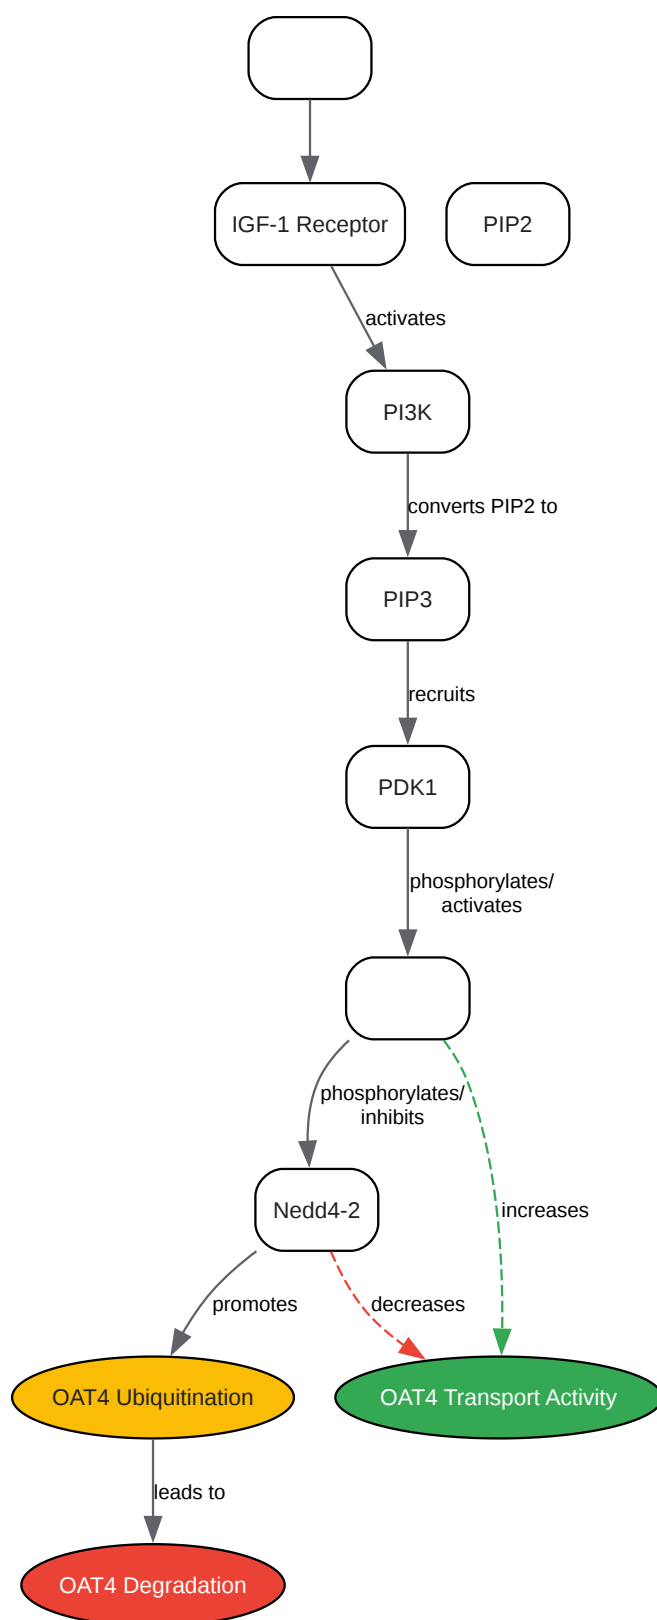 IGF-1 Receptor
PIP2
activates
PI3K
converts PIP2 to
PIP3
recruits
PDK1
phosphorylates/
activates
phosphorylates/
inhibits
Nedd4-2
increases
promotes
decreases
OAT4 Ubiquitination
OAT4 Transport Activity
leads to
OAT4 Degradation